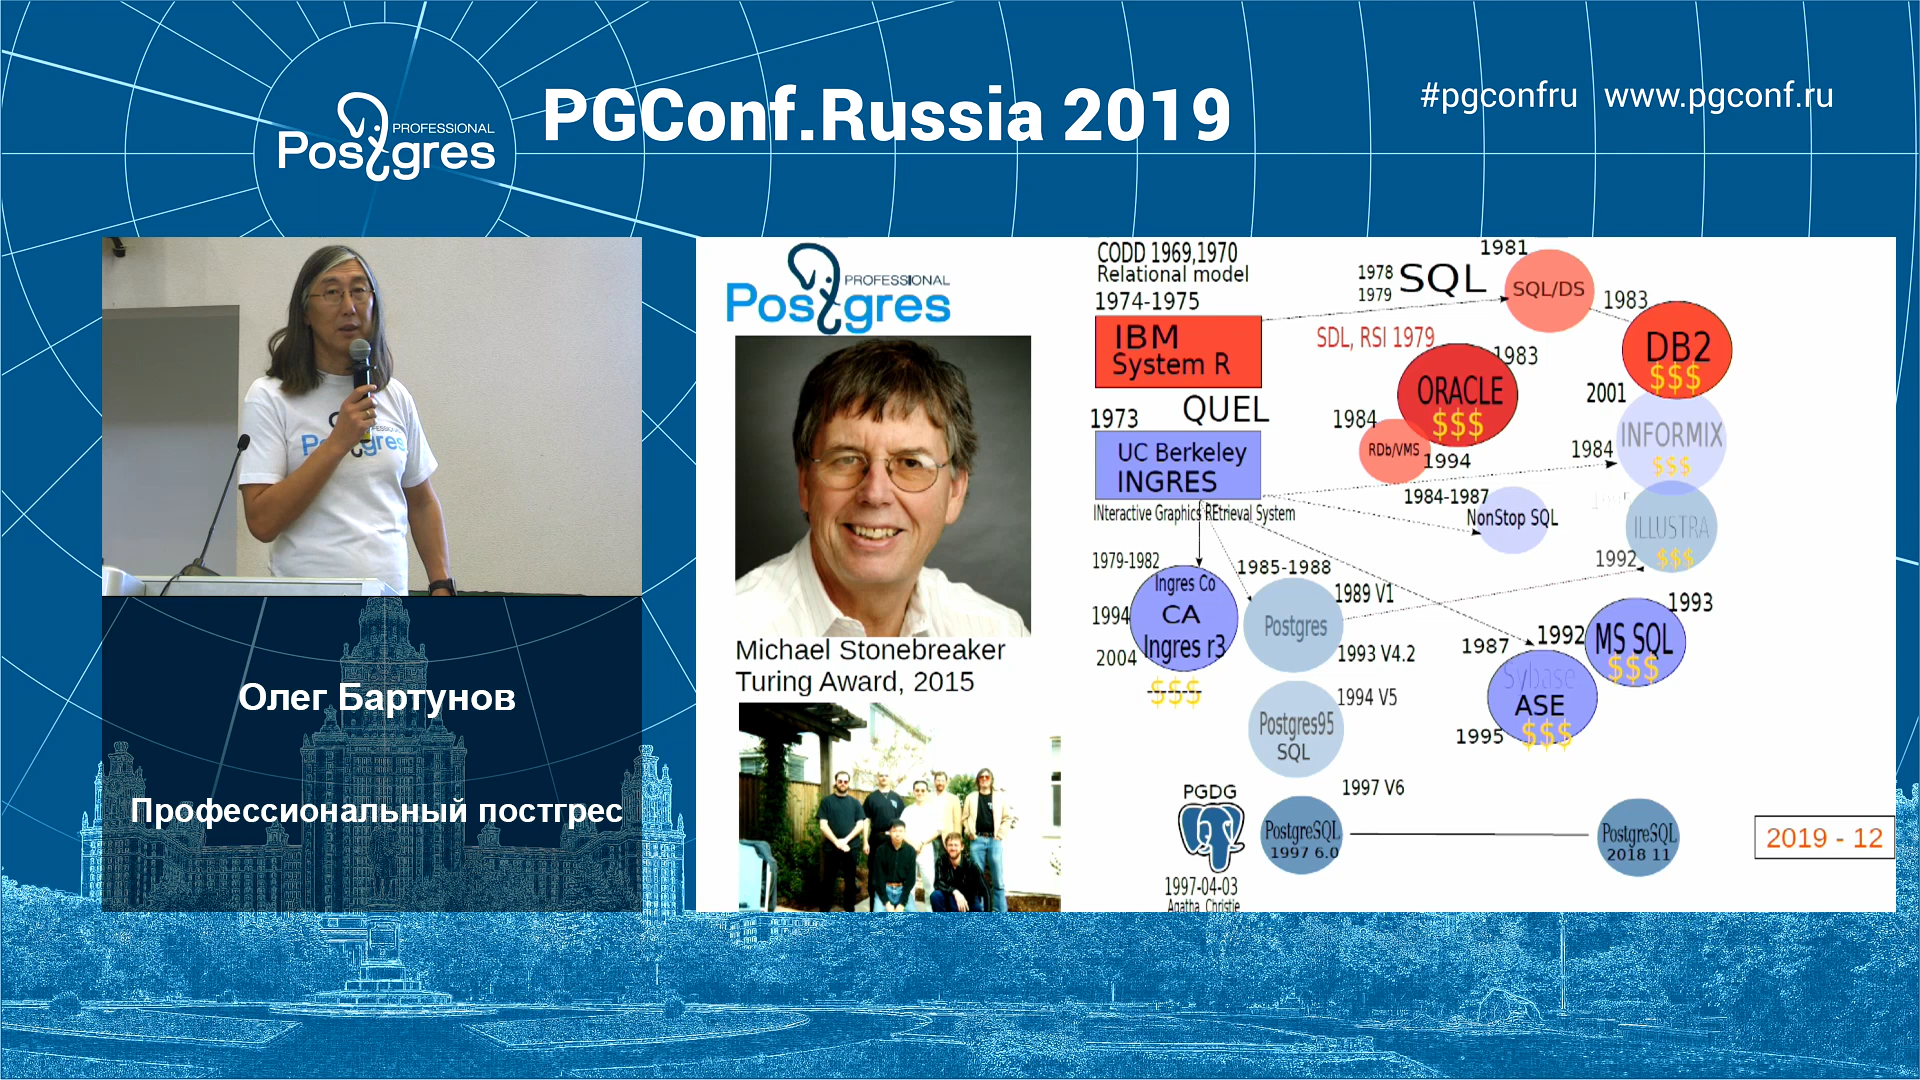 PROFESSIONAL
Postgres
PGConf.Russia 2019
#pgconfru www.pgconf.ru
Олег Бартунов
Профессиональный постгрес
PROFESSIONAL
Postgres
PROFESSIONAL
Postgres
Michael Stonebreaker
Turing Award, 2015
CODD 1969,1970
Relational model
1974-1975
IBM
System R
1978
1979
SQL
1981
SQL/DS
1983
DB2
$$$
SDL, RSI 1979
1983
ORACLE
$$$
1984
RDb/VMS
1994
2001
INFORMIX
$$$
1984
1973
QUEL
UC Berkeley
INGRES
INteractive Graphics REtrieval System
1984-1987
NonStop SQL
ILLUSTRA
$$$
1992
1979-1982
Ingres Co
CA
Ingres r3
1994
2004
$$$
1985-1988
1989 V1
Postgres
1993 V4.2
1994 V5
Postgres95
SQL
1987
1992
1993
MS SQL
$$$
Sybase
ASE
$$$
1995
1997 V6
PGDG
1997-04-03
Agatha Christie
PostgreSQL
1997 6.0
PostgreSQL
2018 11
2019 - 12